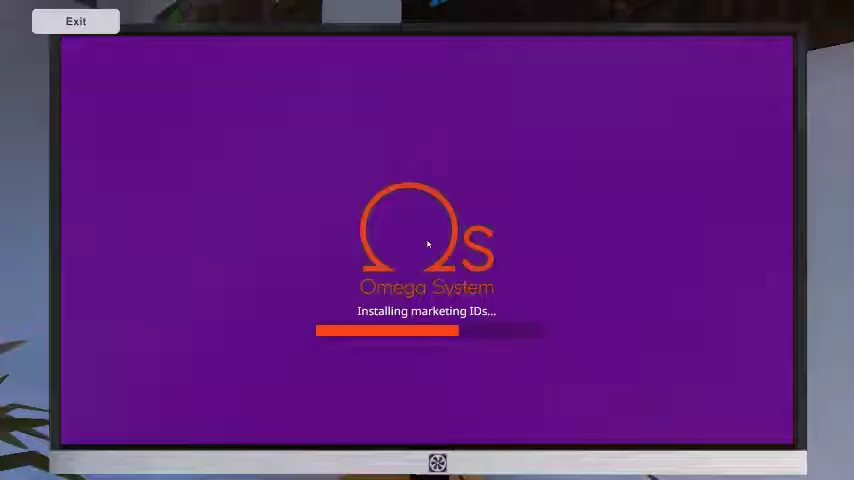 Exit
Ωs
Omega System
Installing marketing IDs...